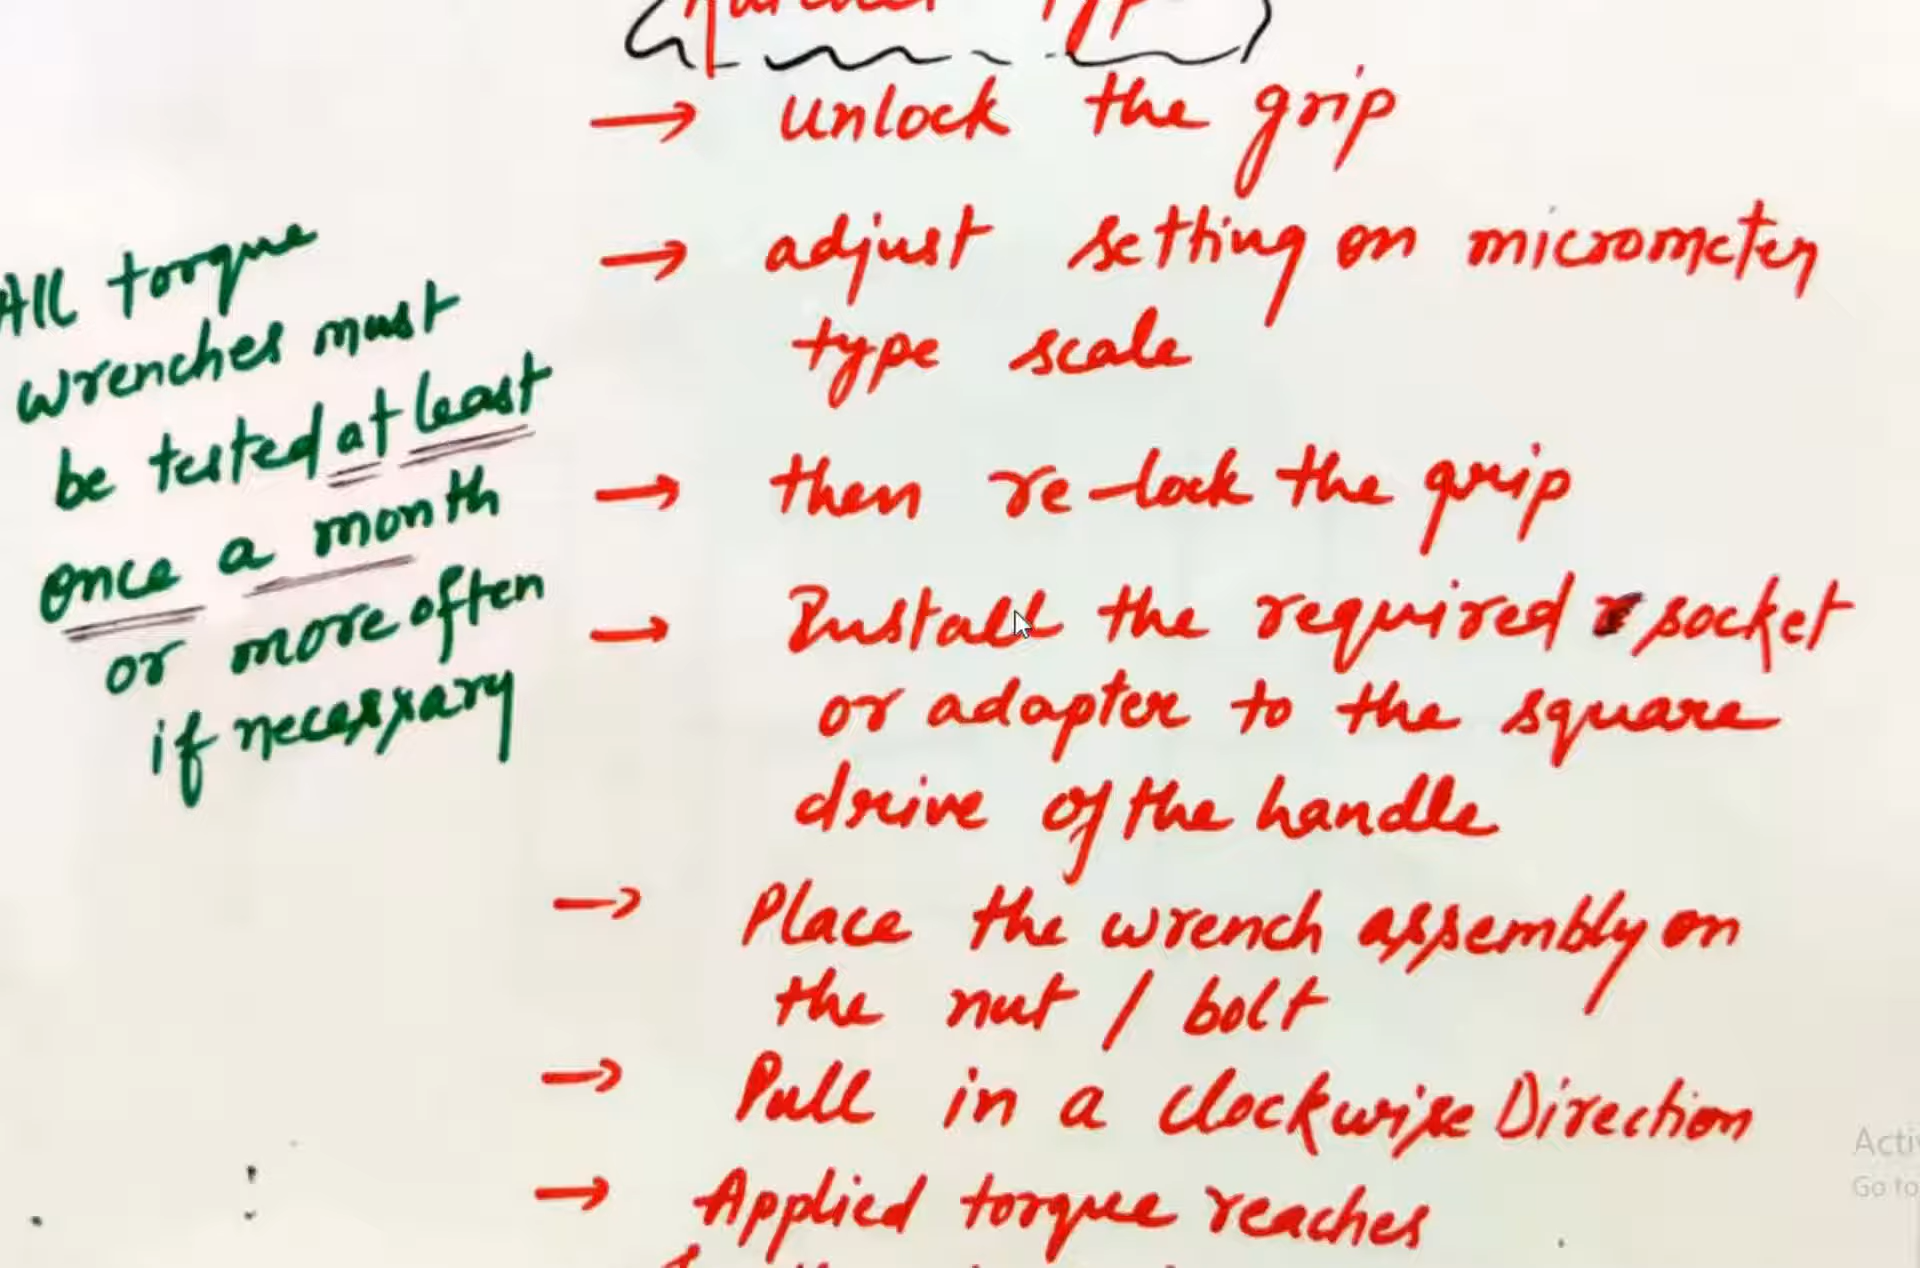 → unlock the grip
→ adjust setting on micrometer
type scale
→ then re-lock the grip
→ Install the required socket
or adapter to the square
drive of the handle
→ Place the wrench assembly on
the nut / bolt
→ Pull in a clockwise Direction
→ Applied torque reaches
All torque
wrenches must
be tested at least
once a month
or more often
if necessary
Acti
Go to